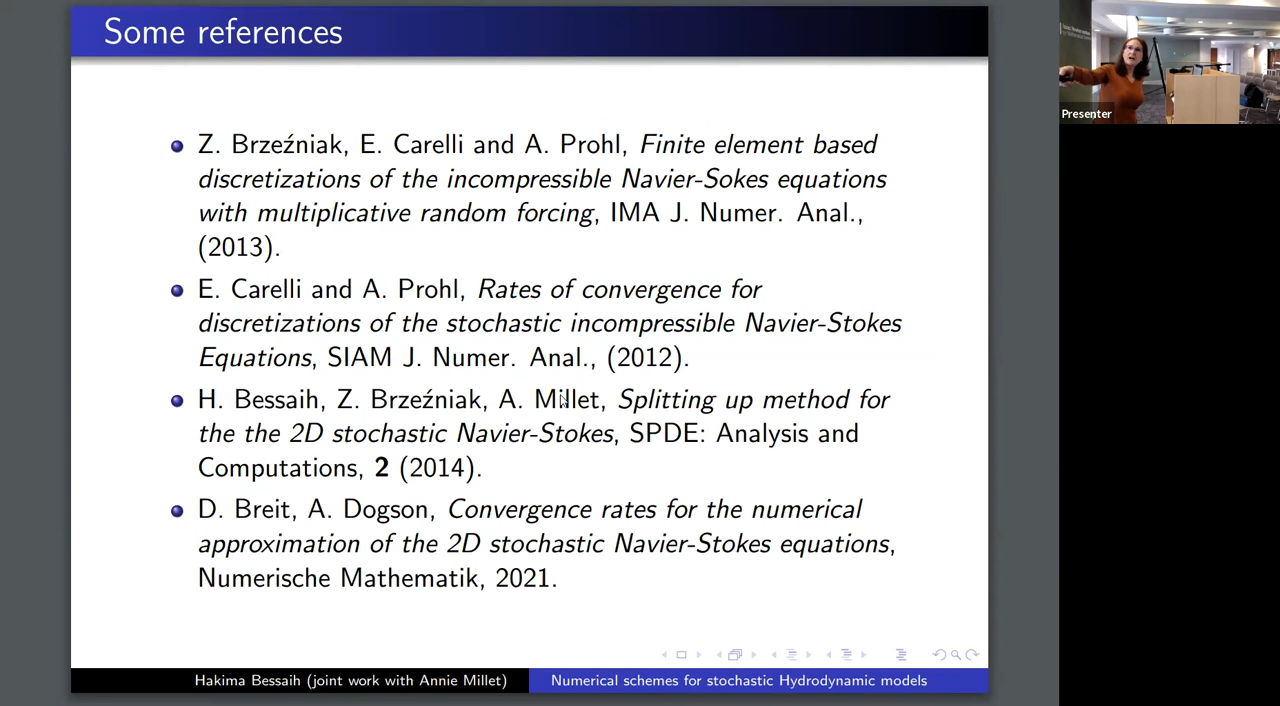 Some references
Z. Brzeźniak, E. Carelli and A. Prohl, Finite element based
discretizations of the incompressible Navier-Sokes equations
with multiplicative random forcing, IMA J. Numer. Anal.,
(2013).
E. Carelli and A. Prohl, Rates of convergence for
discretizations of the stochastic incompressible Navier-Stokes
Equations, SIAM J. Numer. Anal., (2012).
H. Bessaih, Z. Brzeźniak, A. Millet, Splitting up method for
the the 2D stochastic Navier-Stokes, SPDE: Analysis and
Computations, 2 (2014).
D. Breit, A. Dogson, Convergence rates for the numerical
approximation of the 2D stochastic Navier-Stokes equations,
Numerische Mathematik, 2021.
Hakima Bessaih (joint work with Annie Millet)
Numerical schemes for stochastic Hydrodynamic models
Presenter